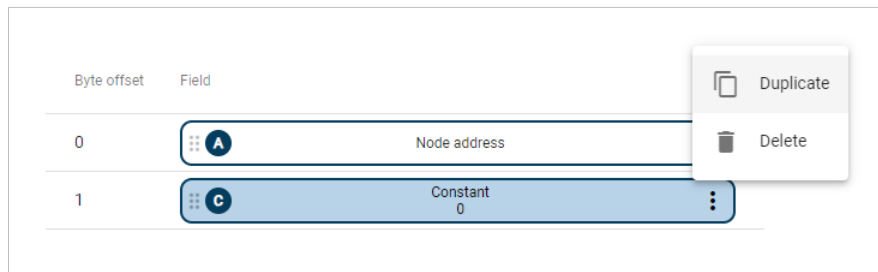 Byte offset Field
Duplicate
0 A Node address
Delete
1 C Constant
0